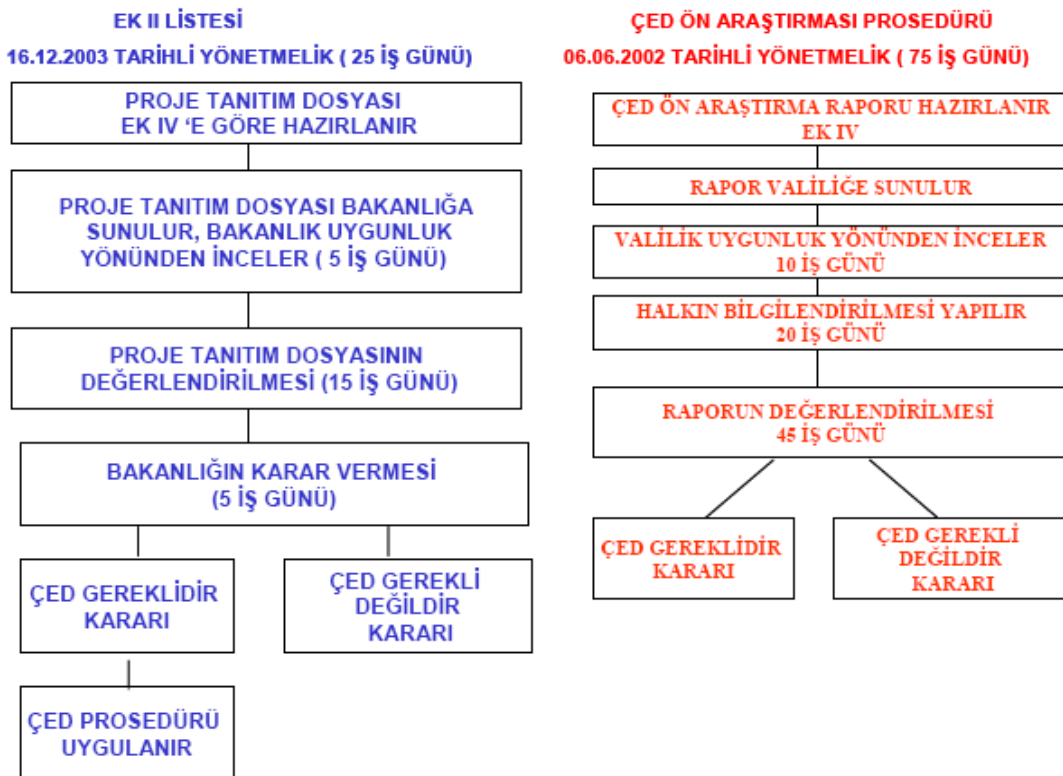 EK II LİSTESİ
16.12.2003 TARİHLİ YÖNETMELİK ( 25 İŞ GÜNÜ)
PROJE TANITIM DOSYASI
EK IV 'E GÖRE HAZIRLANIR
PROJE TANITIM DOSYASI BAKANLIĞA
SUNULUR, BAKANLIK UYGUNLUK
YÖNÜNDEN İNCELER ( 5 İŞ GÜNÜ)
PROJE TANITIM DOSYASININ
DEĞERLENDİRİLMESİ (15 İŞ GÜNÜ)
BAKANLIĞIN KARAR VERMESİ
(5 İŞ GÜNÜ)
ÇED GEREKLİDİR
KARARI
ÇED GEREKLİ
DEĞİLDİR
KARARI
ÇED PROSEDÜRÜ
UYGULANIR
ÇED ÖN ARAŞTIRMASI PROSEDÜRÜ
06.06.2002 TARİHLİ YÖNETMELİK ( 75 İŞ GÜNÜ)
ÇED ÖN ARAŞTIRMA RAPORU HAZIRLANIR
EK IV
RAPOR VALİLİĞE SUNULUR
VALİLİK UYGUNLUK YÖNÜNDEN İNCELER
10 İŞ GÜNÜ
HALKIN BİLGİLENDİRİLMESİ YAPILIR
20 İŞ GÜNÜ
RAPORUN DEĞERLENDİRİLMESİ
45 İŞ GÜNÜ
ÇED GEREKLİDİR
KARARI
ÇED GEREKLİ
DEĞİLDİR
KARARI